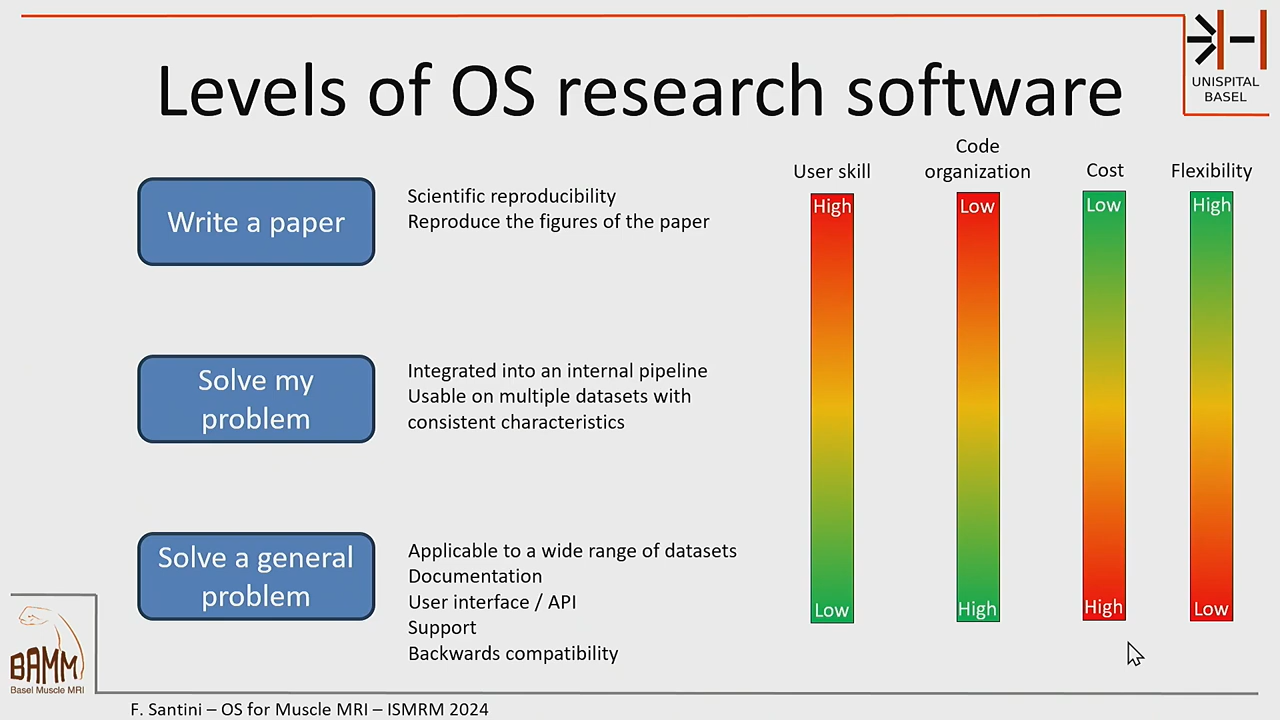 Levels of OS research software
UNISPITAL
BASEL
Write a paper
Scientific reproducibility
Reproduce the figures of the paper
Solve my
problem
Integrated into an internal pipeline
Usable on multiple datasets with
consistent characteristics
Solve a general
problem
Applicable to a wide range of datasets
Documentation
User interface / API
Support
Backwards compatibility
User skill
High
Low
Code
organization
Low
High
Cost
Low
High
Flexibility
High
Low
BAMM
Basel Muscle MRI
F. Santini – OS for Muscle MRI – ISMRM 2024